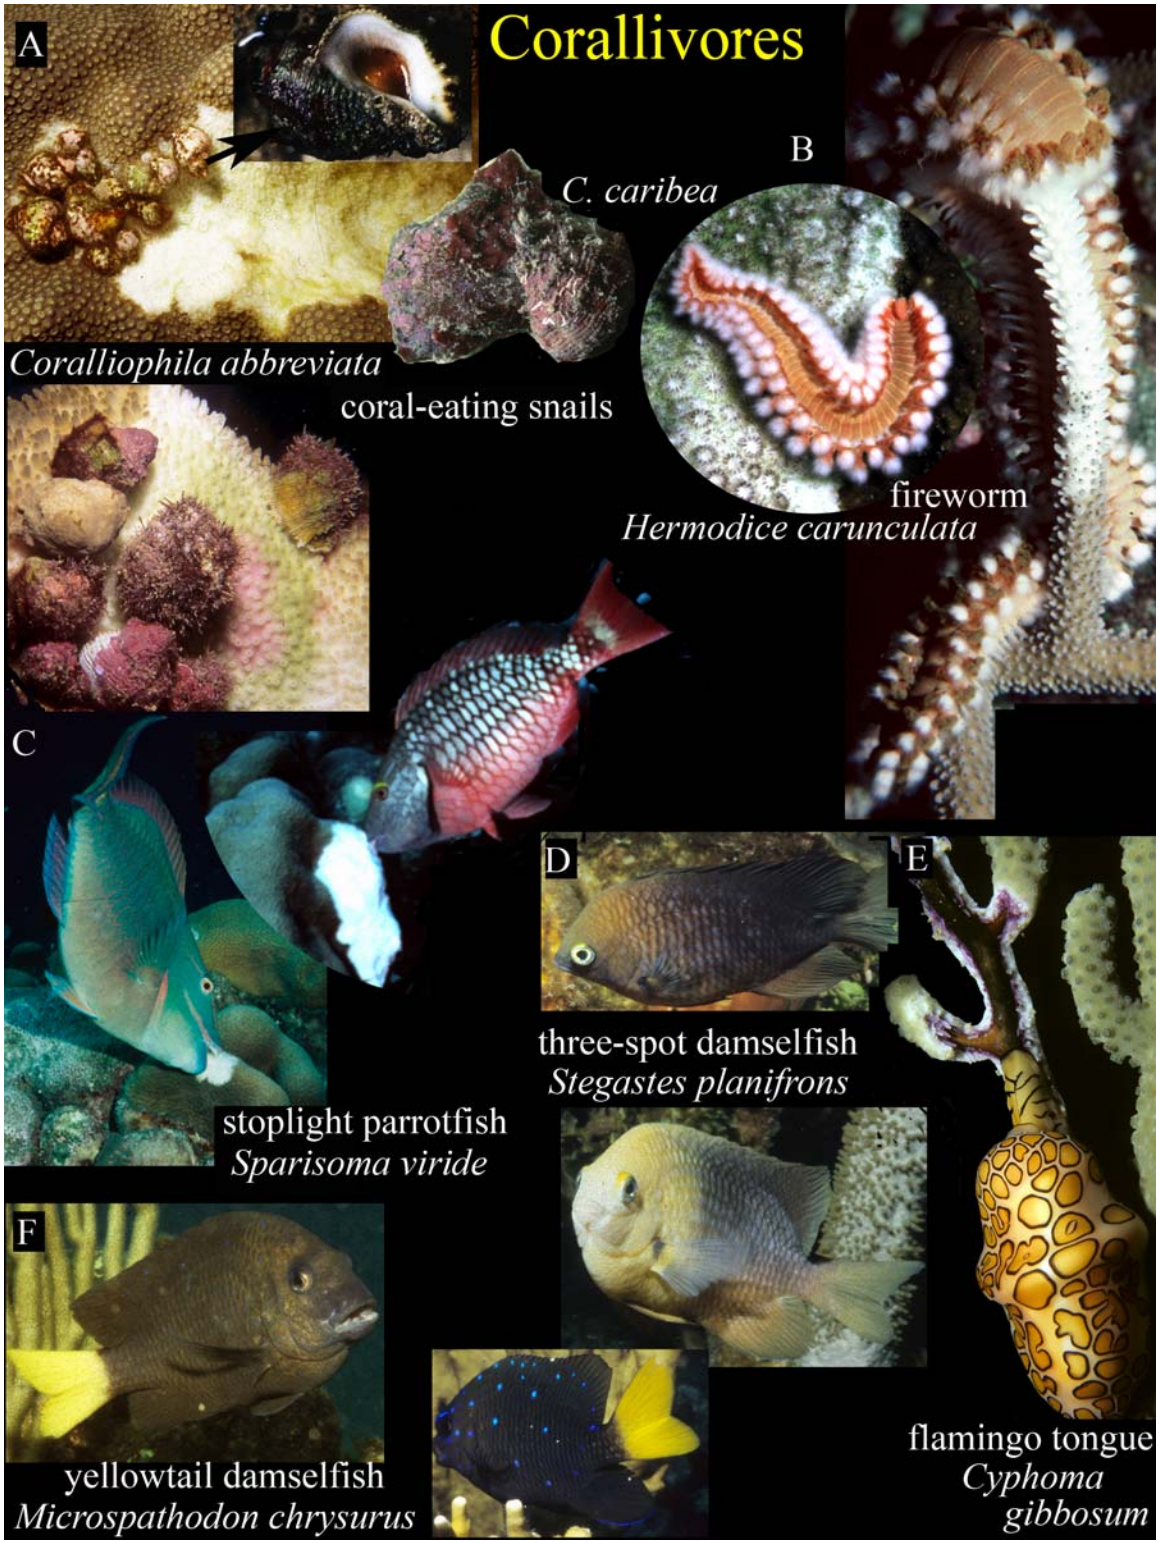 Corallivores
A
B
C. caribea
Coralliophila abbreviata
coral-eating snails
fireworm
Hermodice carunculata
C
D
E
three-spot damselfish
Stegastes planifrons
stoplight parrotfish
Sparisoma viride
F
yellowtail damselfish
Microspathodon chrysurus
flamingo tongue
Cyphoma
gibbosum